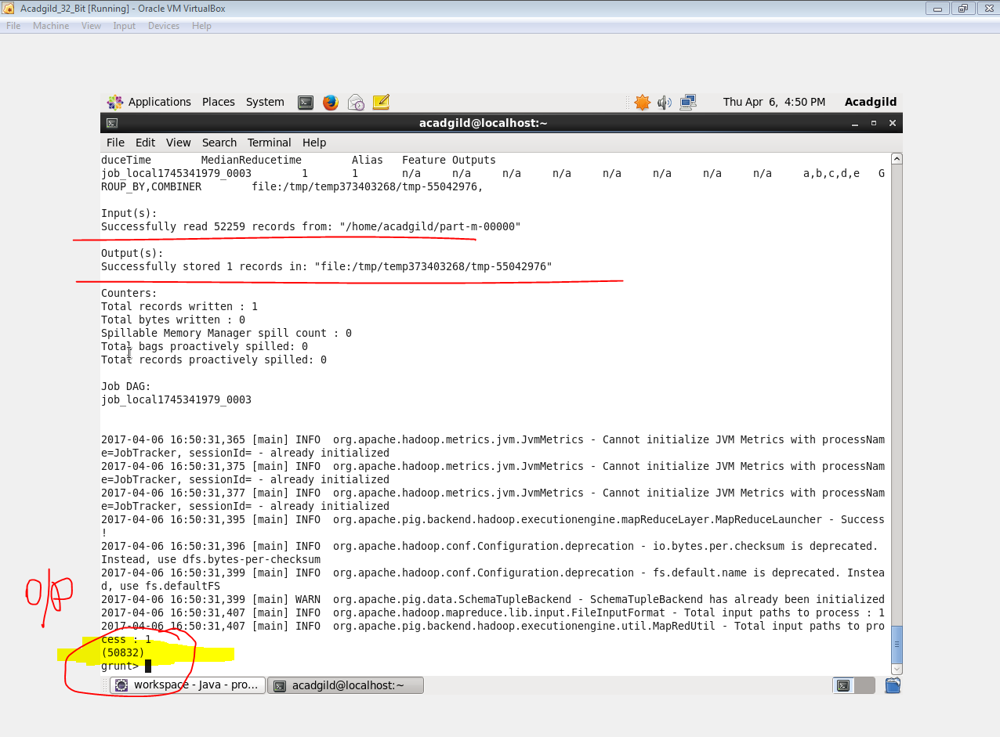 Acadgild_32_Bit [Running] - Oracle VM VirtualBox
File Machine View Input Devices Help
Applications Places System Thu Apr 6, 4:50 PM Acadgild
acadgild@localhost:~
File Edit View Search Terminal Help
duceTime MedianReducetime Alias Feature Outputs
job_local1745341979_0003 1 1 n/a n/a n/a n/a n/a n/a n/a n/a a,b,c,d,e G
ROUP_BY,COMBINER file:/tmp/temp373403268/tmp-55042976,
Input(s):
Successfully read 52259 records from: "/home/acadgild/part-m-00000"
Output(s):
Successfully stored 1 records in: "file:/tmp/temp373403268/tmp-55042976"
Counters:
Total records written : 1
Total bytes written : 0
Spillable Memory Manager spill count : 0
Total bags proactively spilled: 0
Total records proactively spilled: 0
Job DAG:
job_local1745341979_0003
2017-04-06 16:50:31,365 [main] INFO org.apache.hadoop.metrics.jvm.JvmMetrics - Cannot initialize JVM Metrics with processNam
e=JobTracker, sessionId= - already initialized
2017-04-06 16:50:31,375 [main] INFO org.apache.hadoop.metrics.jvm.JvmMetrics - Cannot initialize JVM Metrics with processNam
e=JobTracker, sessionId= - already initialized
2017-04-06 16:50:31,377 [main] INFO org.apache.hadoop.metrics.jvm.JvmMetrics - Cannot initialize JVM Metrics with processNam
e=JobTracker, sessionId= - already initialized
2017-04-06 16:50:31,395 [main] INFO org.apache.pig.backend.hadoop.executionengine.mapReduceLayer.MapReduceLauncher - Success
!
2017-04-06 16:50:31,396 [main] INFO org.apache.hadoop.conf.Configuration.deprecation - io.bytes.per.checksum is deprecated.
Instead, use dfs.bytes-per-checksum
2017-04-06 16:50:31,399 [main] INFO org.apache.hadoop.conf.Configuration.deprecation - fs.default.name is deprecated. Instea
d, use fs.defaultFS
2017-04-06 16:50:31,399 [main] WARN org.apache.pig.data.SchemaTupleBackend - SchemaTupleBackend has already been initialized
2017-04-06 16:50:31,407 [main] INFO org.apache.hadoop.mapreduce.lib.input.FileInputFormat - Total input paths to process : 1
2017-04-06 16:50:31,407 [main] INFO org.apache.pig.backend.hadoop.executionengine.util.MapRedUtil - Total input paths to pro
cess : 1
O/P
(50832)
grunt>
workspace - Java - pro... acadgild@localhost:~